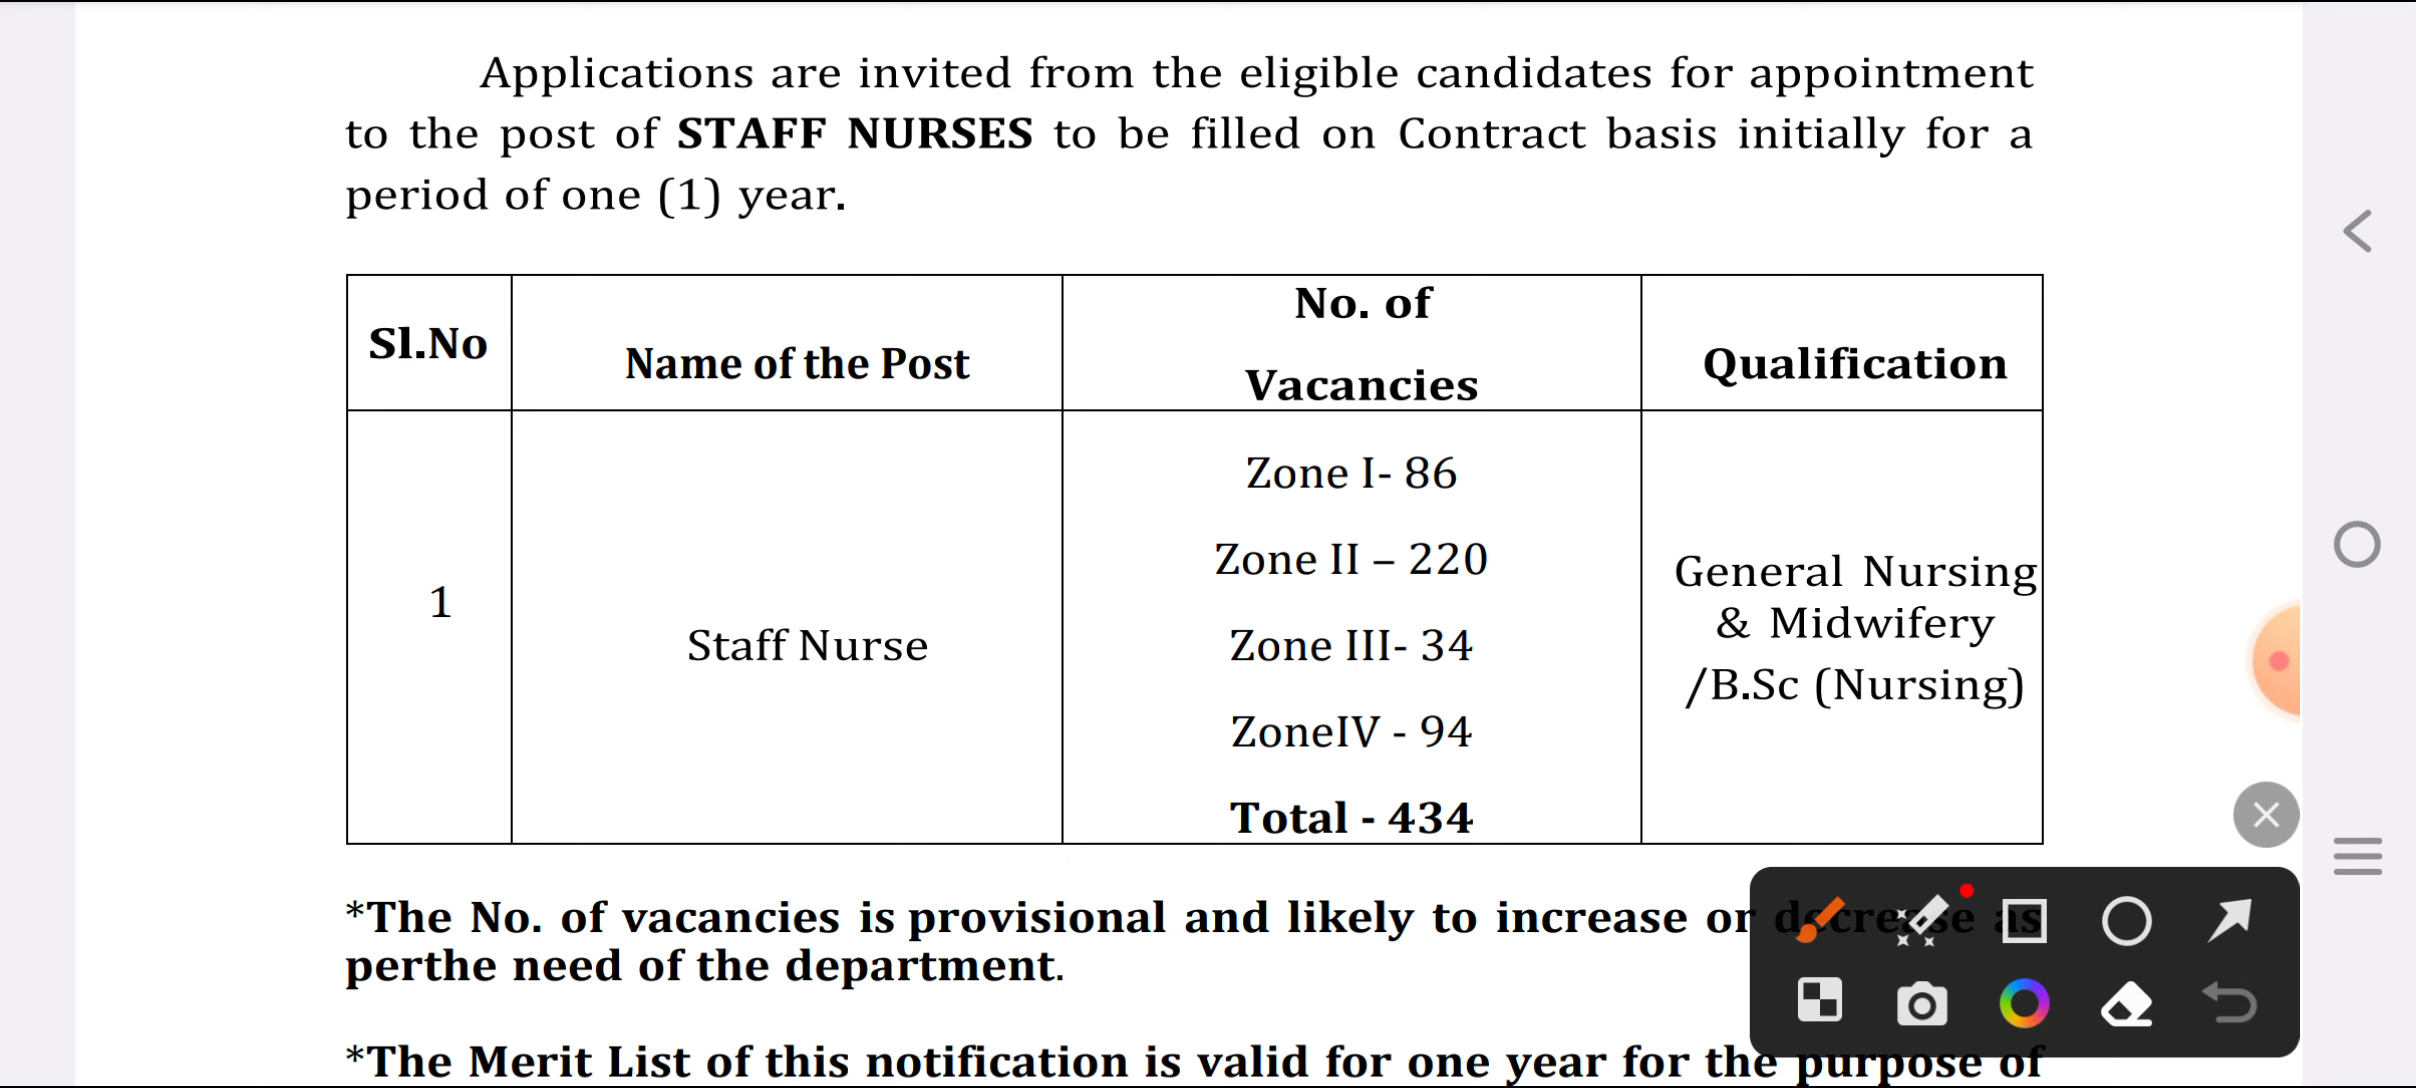 Applications are invited from the eligible candidates for appointment
to the post of STAFF NURSES to be filled on Contract basis initially for a
period of one (1) year.
Sl.No
Name of the Post
No. of
Vacancies
Qualification
1
Staff Nurse
Zone I- 86
Zone II – 220
Zone III- 34
ZoneIV - 94
Total - 434
General Nursing
& Midwifery
/B.Sc (Nursing)
*The No. of vacancies is provisional and likely to increase or decrease as
perthe need of the department.
*The Merit List of this notification is valid for one year for the purpose of